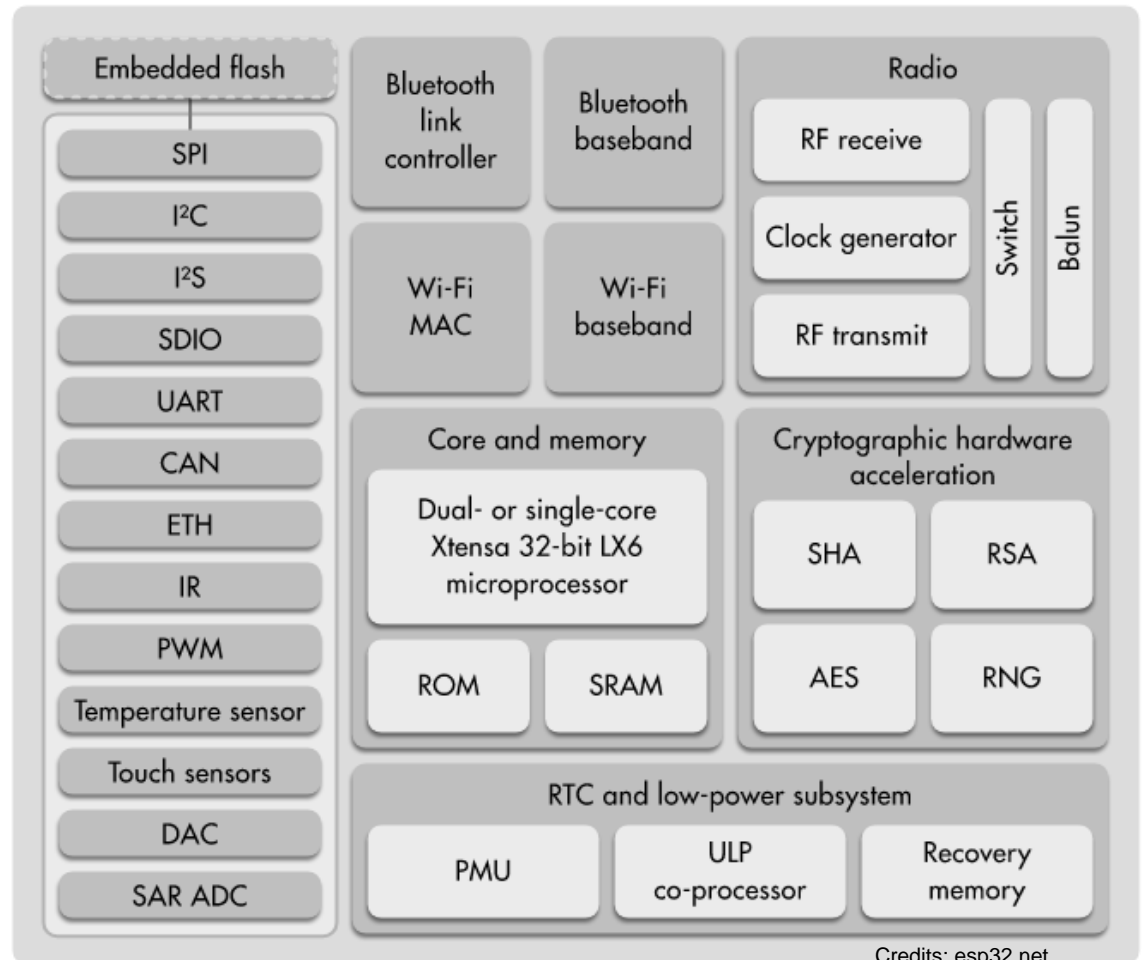 Embedded flash
SPI
I²C
I²S
SDIO
UART
CAN
ETH
IR
PWM
Temperature sensor
Touch sensors
DAC
SAR ADC
Bluetooth
link
controller
Bluetooth
baseband
Wi-Fi
MAC
Wi-Fi
baseband
Radio
RF receive
Clock generator
RF transmit
Switch
Balun
Core and memory
Dual- or single-core
Xtensa 32-bit LX6
microprocessor
ROM
SRAM
Cryptographic hardware
acceleration
SHA
RSA
AES
RNG
RTC and low-power subsystem
PMU
ULP
co-processor
Recovery
memory
Credits: esp32.net